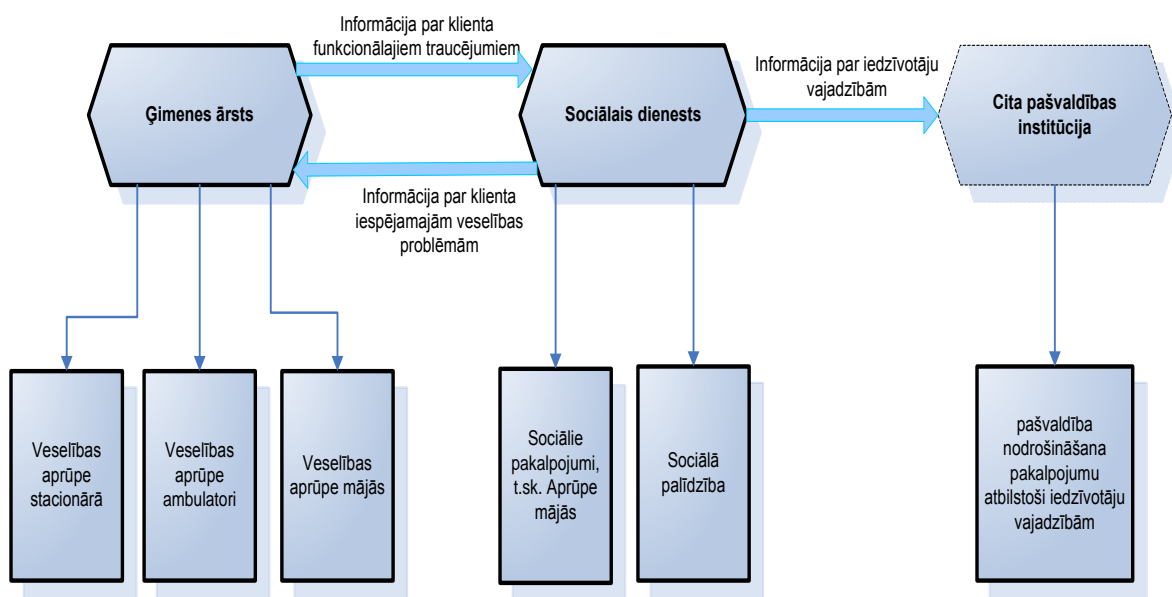 Informācija par klienta
funkcionālajiem traucējumiem
Informācija par iedzīvotāju
vajadzībām
Ģimenes ārsts
Sociālais dienests
Cita pašvaldības
institūcija
Informācija par klienta
iespējamajām veselības
problēmām
Veselības
aprūpe
stacionārā
Veselības
aprūpe
ambulatori
Veselības
aprūpe mājās
Sociālie
pakalpojumi,
t.sk. Aprūpe
mājās
Sociālā
palīdzība
pašvaldība
nodrošināšana
pakalpojumu
atbilstoši iedzīvotāju
vajadzībām